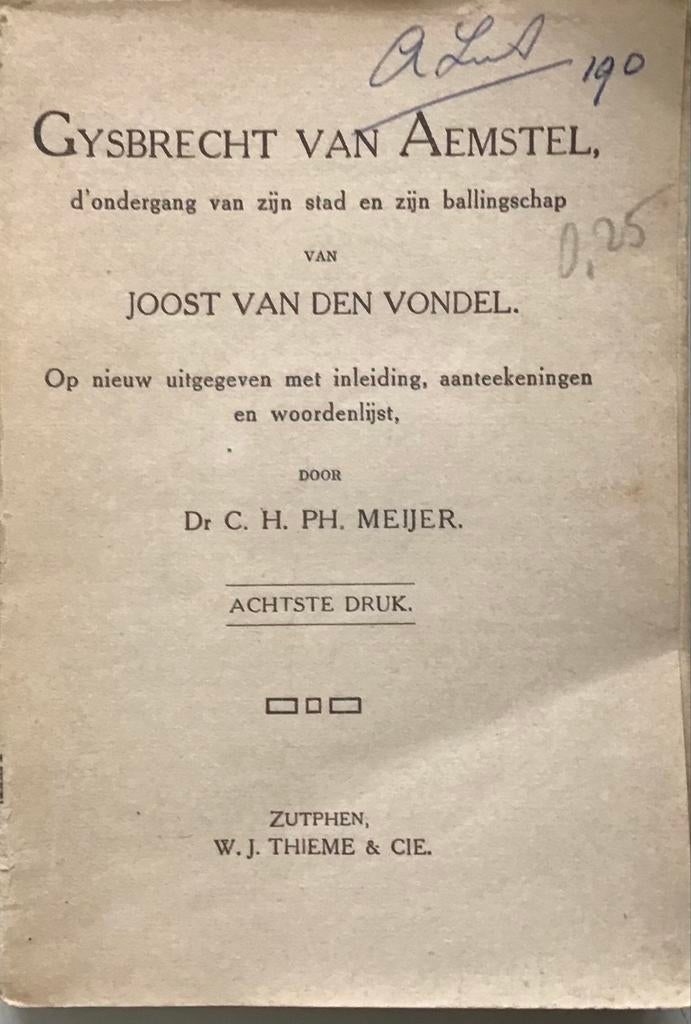 190
GYSBRECHT VAN AEMSTEL,
d'ondergang van zijn stad en zijn ballingschap
0,25
VAN
JOOST VAN DEN VONDEL.
Op nieuw uitgegeven met inleiding, aanteekeningen
en woordenlijst,
DOOR
Dr C. H. PH. MEIJER.
ACHTSTE DRUK.
ZUTPHEN,
W. J. THIEME & CIE.